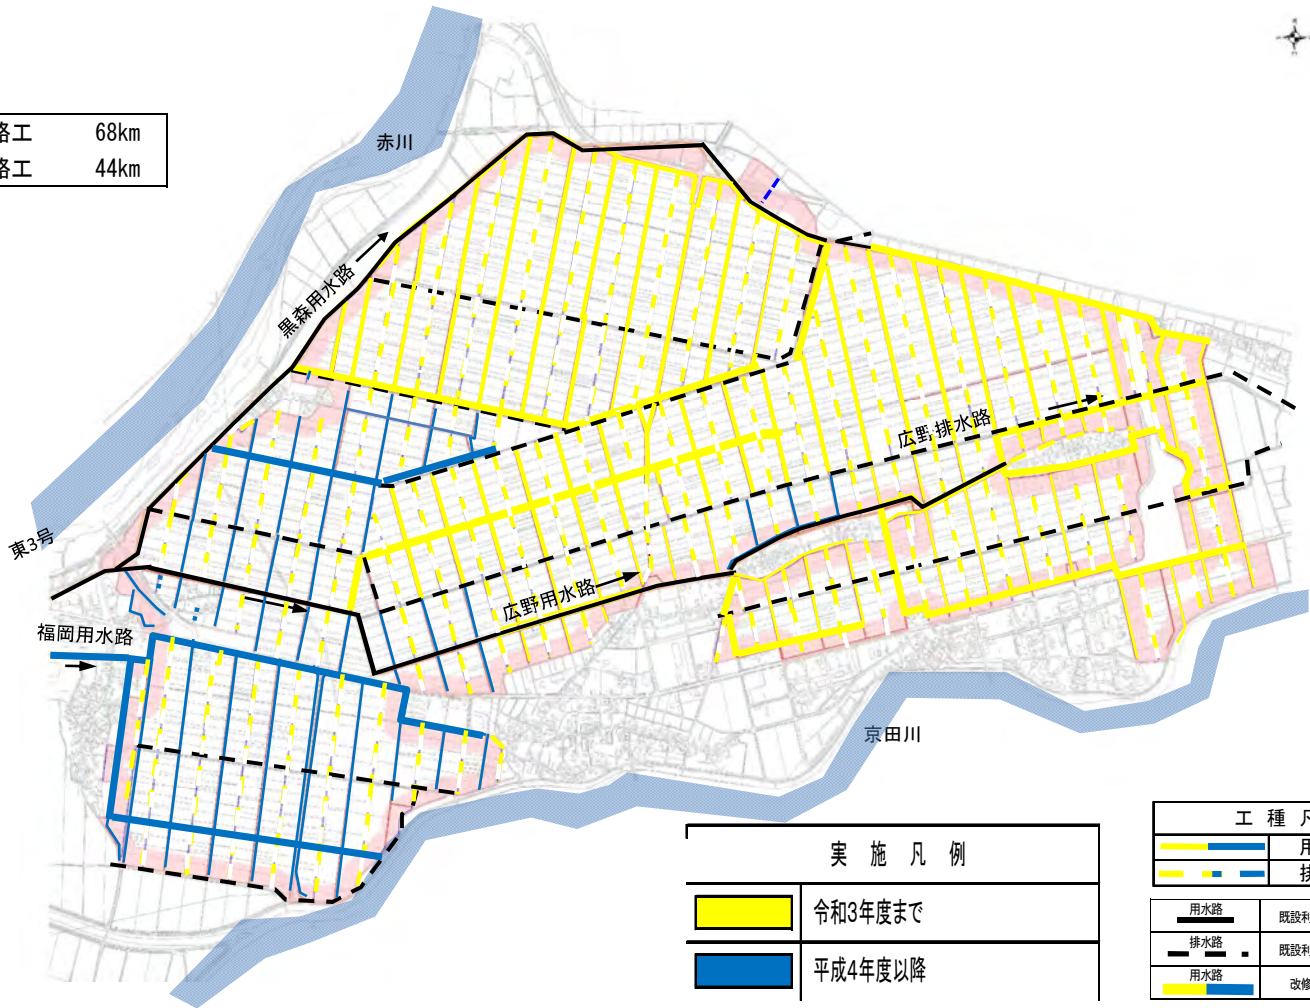 路工 68km
路工 44km
赤川
黒森用水路
広野排水路
東3号
広野用水路
福岡用水路
京田川
実施凡例
令和3年度まで
平成4年度以降
工種凡
用
排
用水路 既設利
排水路 既設利
用水路 改修